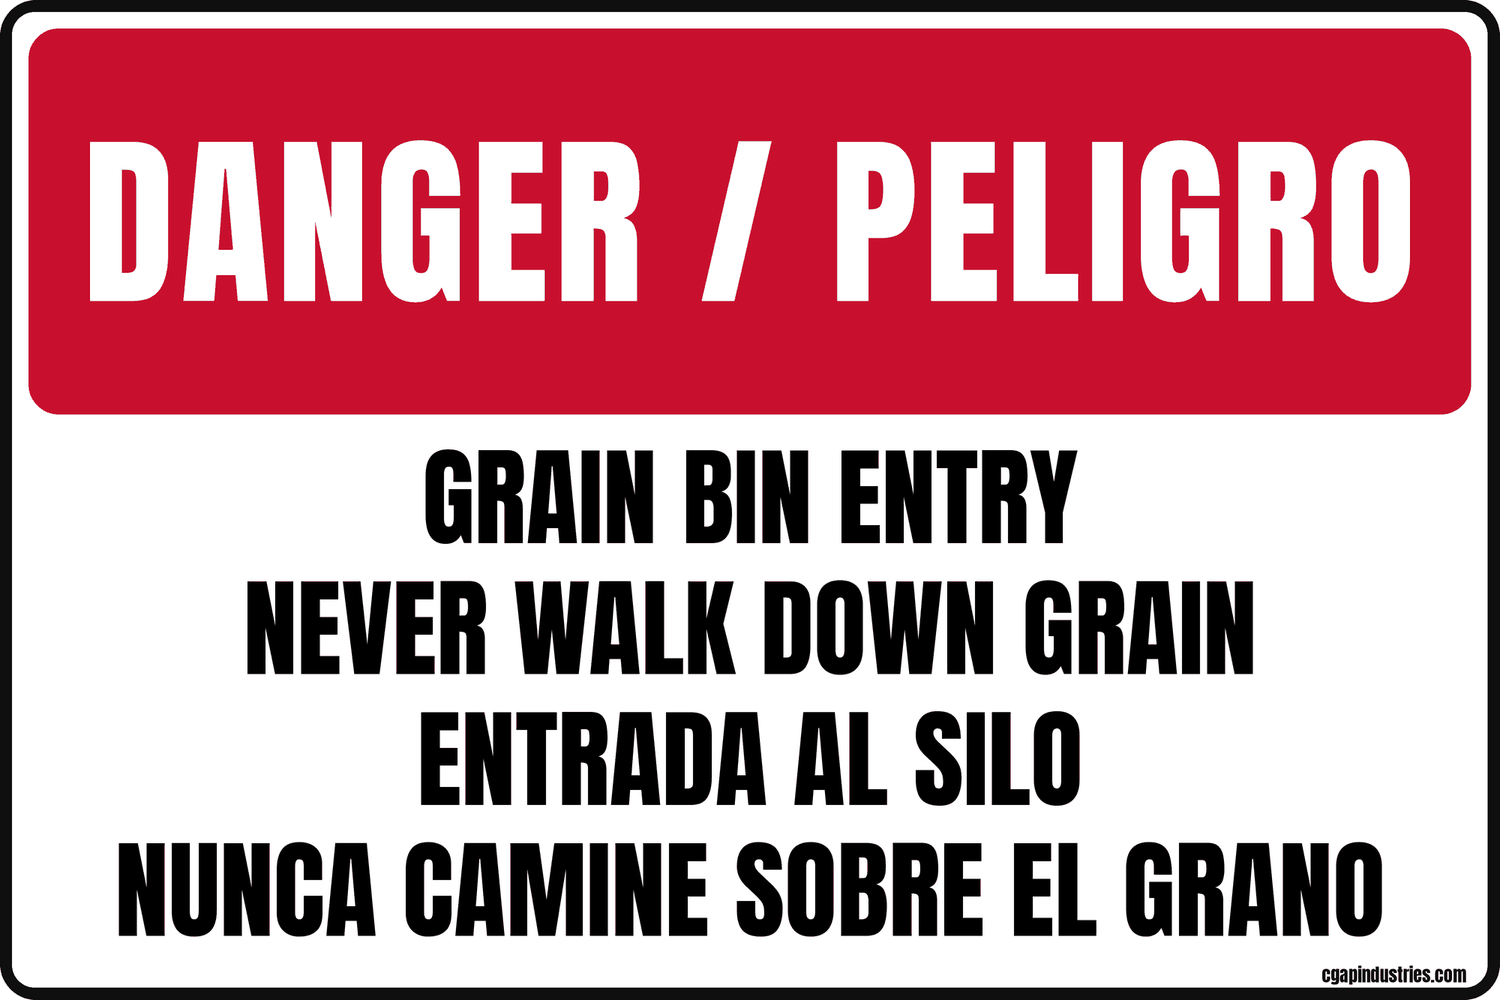 DANGER / PELIGRO
GRAIN BIN ENTRY
NEVER WALK DOWN GRAIN
ENTRADA AL SILO
NUNCA CAMINE SOBRE EL GRANO
cgapindustries.com